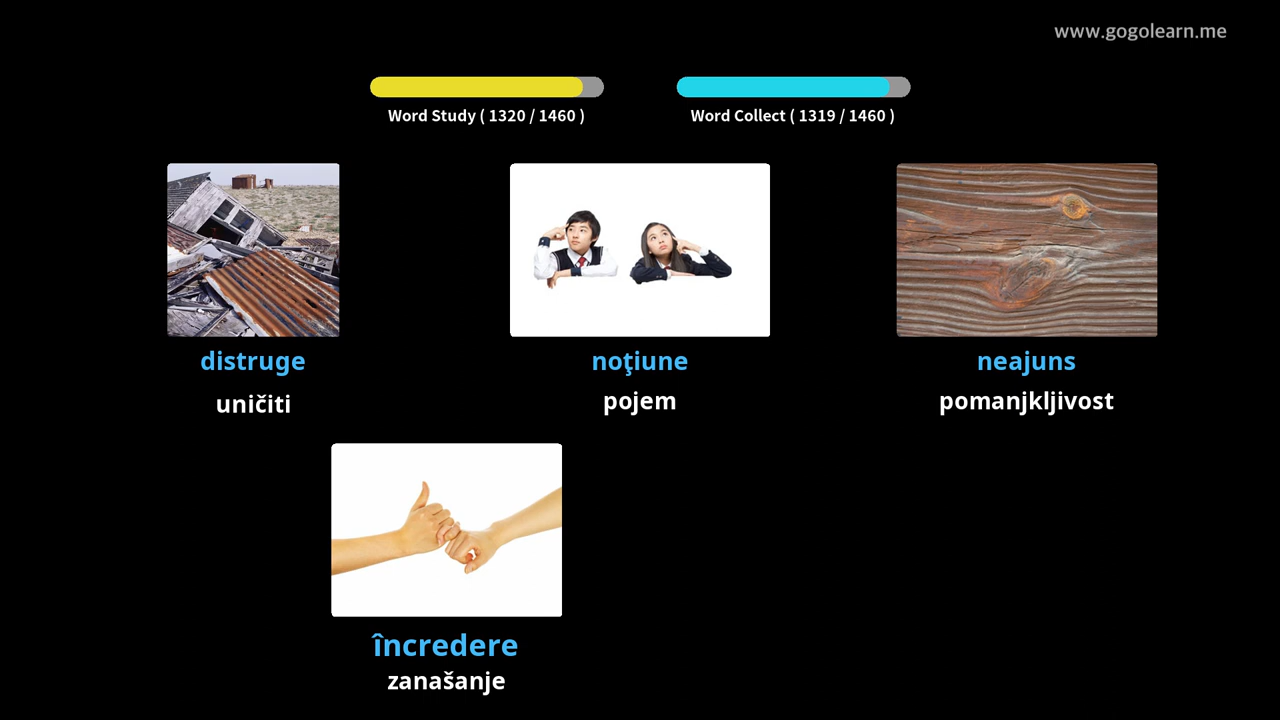 www.gogolearn.me
Word Study ( 1320 / 1460 )
Word Collect ( 1319 / 1460 )
distruge
noţiune
neajuns
uničiti
pojem
pomanjkljivost
încredere
zanašanje